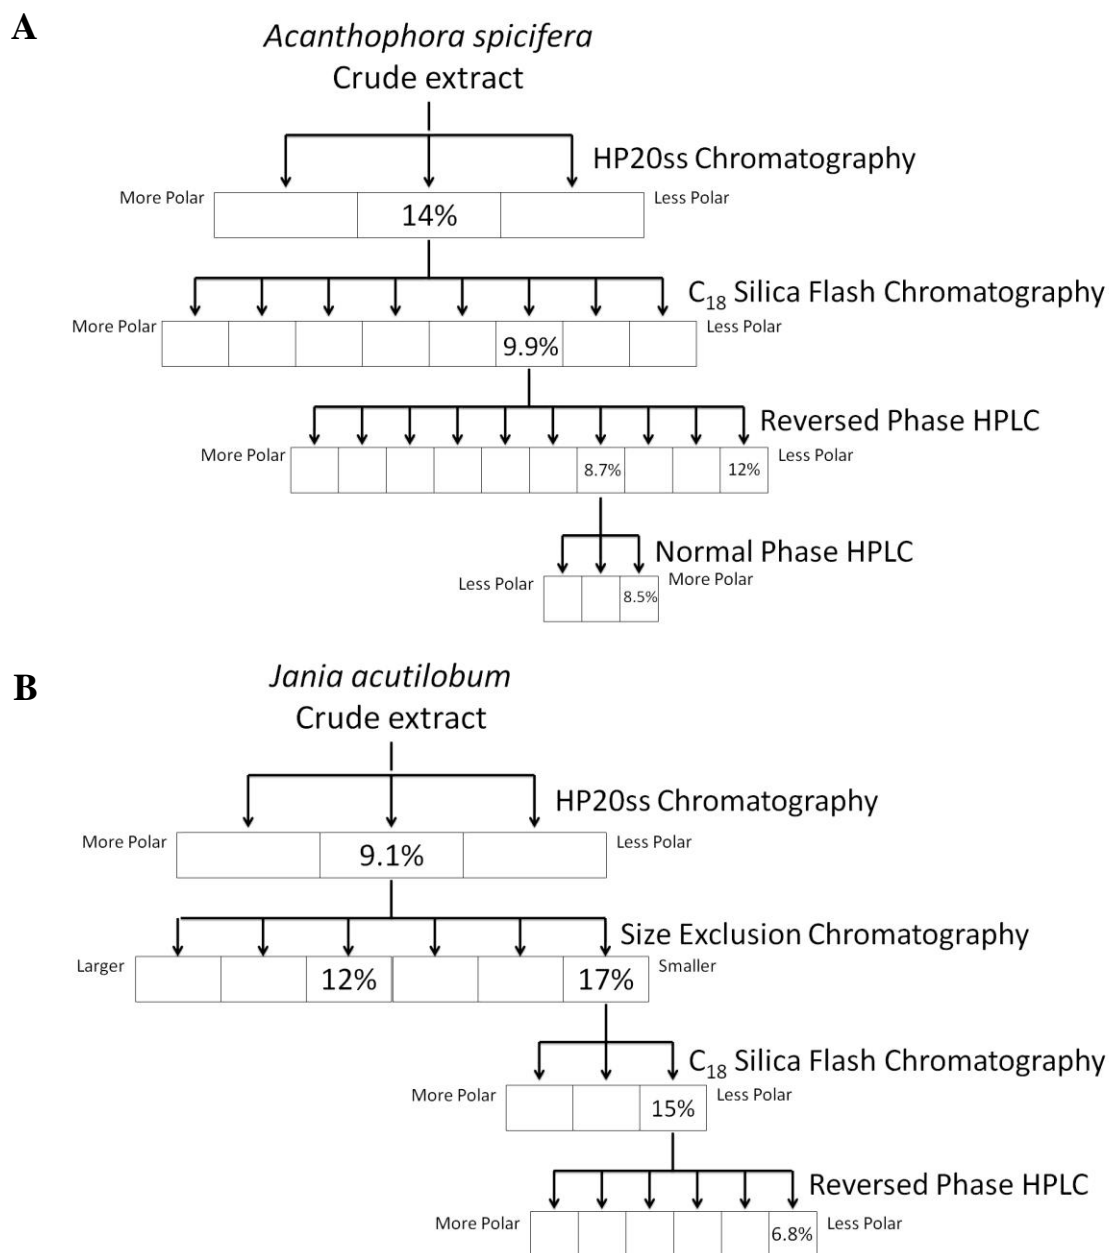 A
Acanthophora spicifera
Crude extract
HP20ss Chromatography
More Polar
Less Polar
14%
C18 Silica Flash Chromatography
More Polar
Less Polar
9.9%
Reversed Phase HPLC
More Polar
8.7%
12%
Less Polar
Normal Phase HPLC
Less Polar
More Polar
8.5%
B
Jania acutilobum
Crude extract
HP20ss Chromatography
More Polar
Less Polar
9.1%
Size Exclusion Chromatography
Larger
12%
17%
Smaller
C18 Silica Flash Chromatography
More Polar
Less Polar
15%
Reversed Phase HPLC
More Polar
6.8%
Less Polar